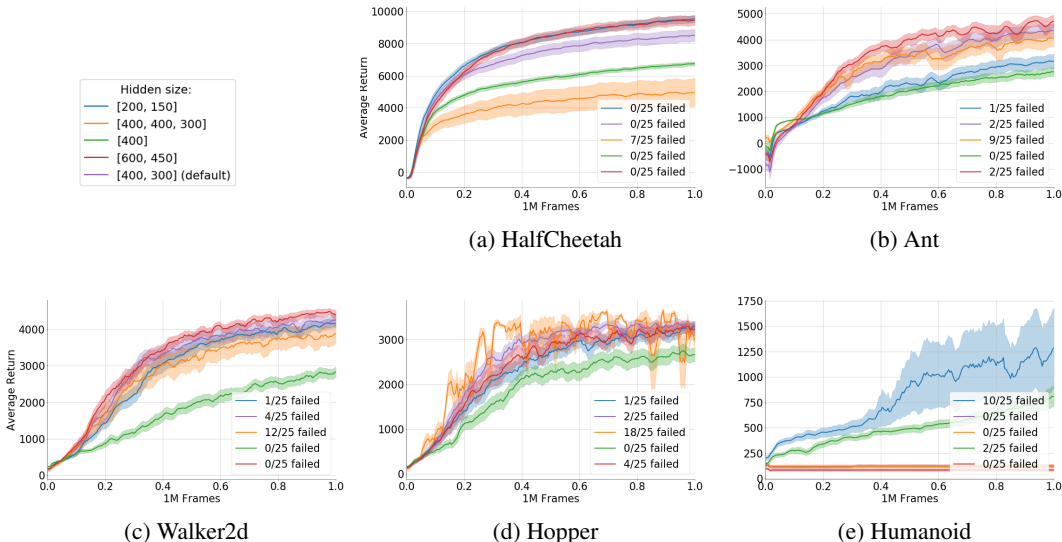 Hidden size:
[200, 150]
[400, 400, 300]
[400]
[600, 450]
[400, 300] (default)
10000
8000
6000
4000
2000
0
Average Return
0/25 failed
0/25 failed
7/25 failed
0/25 failed
0/25 failed
0.0 0.2 0.4 0.6 0.8 1.0
1M Frames
(a) HalfCheetah
5000
4000
3000
2000
1000
0
−1000
1/25 failed
2/25 failed
9/25 failed
0/25 failed
2/25 failed
0.0 0.2 0.4 0.6 0.8 1.0
1M Frames
(b) Ant
4000
3000
2000
1000
0
Average Return
1/25 failed
4/25 failed
12/25 failed
0/25 failed
0/25 failed
0.0 0.2 0.4 0.6 0.8 1.0
1M Frames
(c) Walker2d
3000
2000
1000
0
1/25 failed
2/25 failed
18/25 failed
0/25 failed
4/25 failed
0.0 0.2 0.4 0.6 0.8 1.0
1M Frames
(d) Hopper
1750
1500
1250
1000
750
500
250
0
10/25 failed
0/25 failed
0/25 failed
2/25 failed
0/25 failed
0.0 0.2 0.4 0.6 0.8 1.0
1M Frames
(e) Humanoid